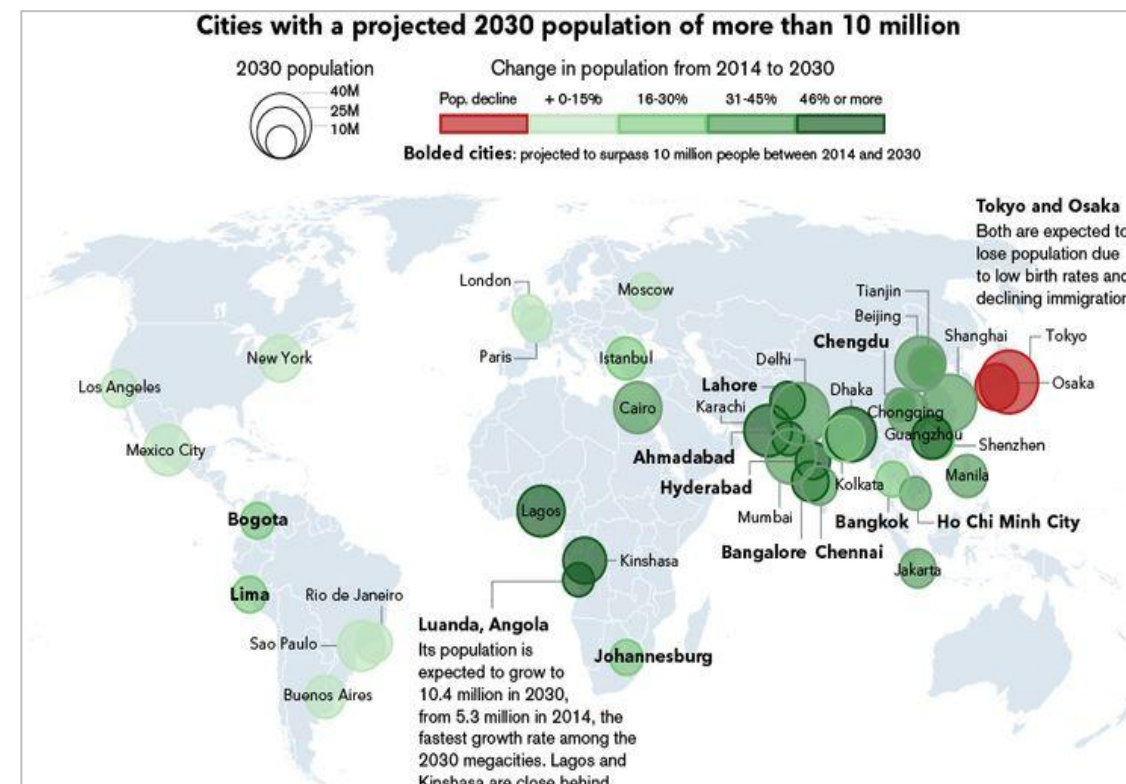 Cities with a projected 2030 population of more than 10 million
2030 population
40M
25M
10M
Change in population from 2014 to 2030
Pop. decline
+ 0-15%
16-30%
31-45%
46% or more
Bolded cities: projected to surpass 10 million people between 2014 and 2030
Tokyo and Osaka
Both are expected to
lose population due
to low birth rates and
declining immigration
London
Moscow
Tianjin
Beijing
Chengdu
Shanghai
Tokyo
New York
Paris
Istanbul
Delhi
Los Angeles
Lahore
Dhaka
Osaka
Karachi
Cairo
Chongqing
Guangzhou
Shenzhen
Mexico City
Ahmadabad
Hyderabad
Kolkata
Manila
Mumbai
Bangkok
Ho Chi Minh City
Bogota
Lagos
Bangalore
Chennai
Kinshasa
Jakarta
Lima
Rio de Janeiro
Sao Paulo
Buenos Aires
Johannesburg
Luanda, Angola
Its population is
expected to grow to
10.4 million in 2030,
from 5.3 million in 2014, the
fastest growth rate among the
2030 megacities. Lagos and
Kinshasa are close behind.